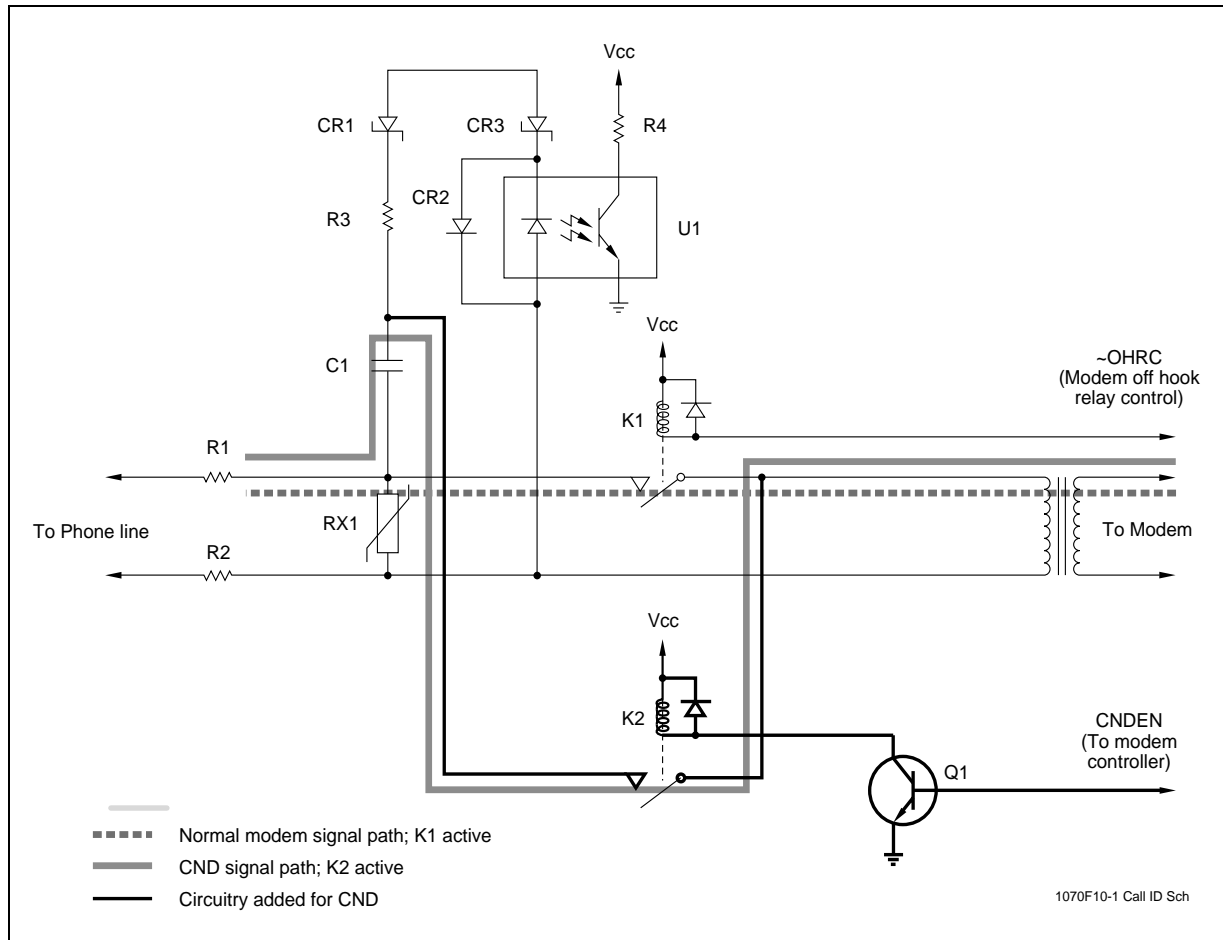 Vcc
CR1
CR3
R4
CR2
R3
U1
Vcc
C1
~OHRC
(Modem off hook
relay control)
K1
R1
RX1
To Phone line
To Modem
R2
Vcc
K2
CNDEN
(To modem
controller)
Q1
Normal modem signal path; K1 active
CND signal path; K2 active
Circuitry added for CND
1070F10-1 Call ID Sch